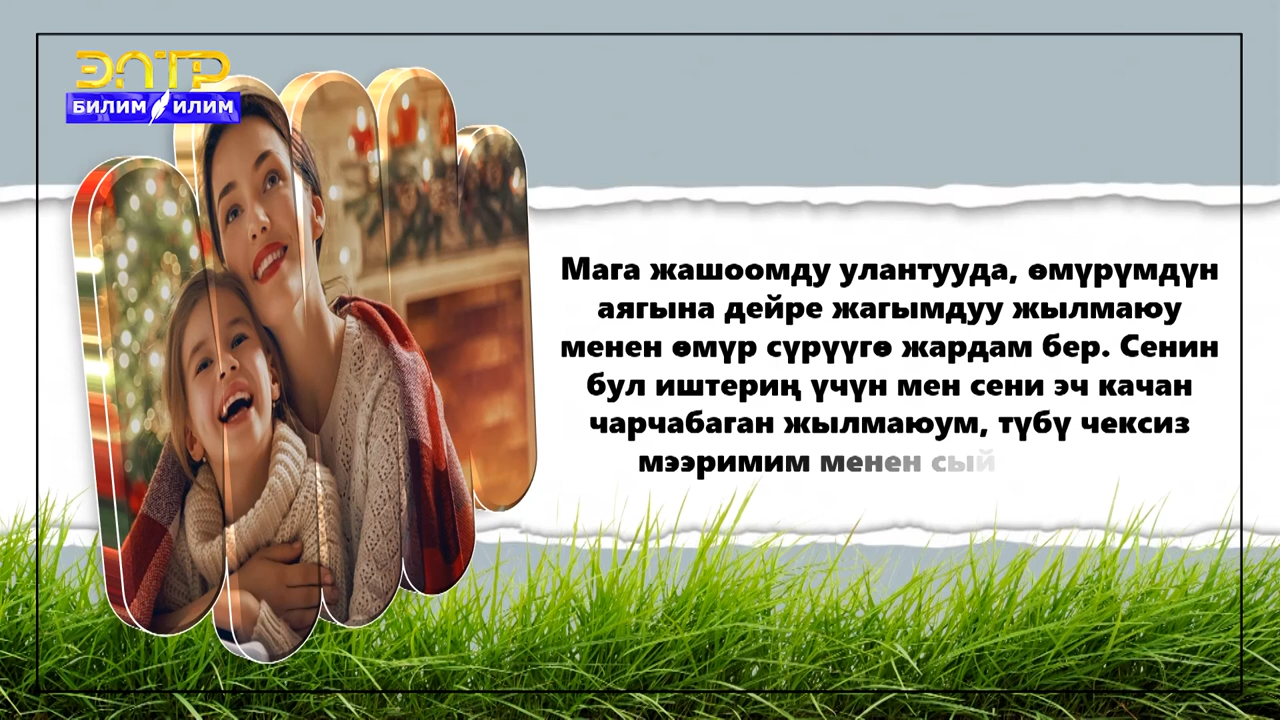 ЭЛТР
БИЛИМ ИЛИМ
Мага жашоомду улантууда, өмүрүмдүн
аягына дейре жагымдуу жылмаюу
менен өмүр сүрүүгө жардам бер. Сенин
бул иштериң үчүн мен сени эч качан
чарчабаган жылмаюум, түбү чексиз
мээримим менен сый